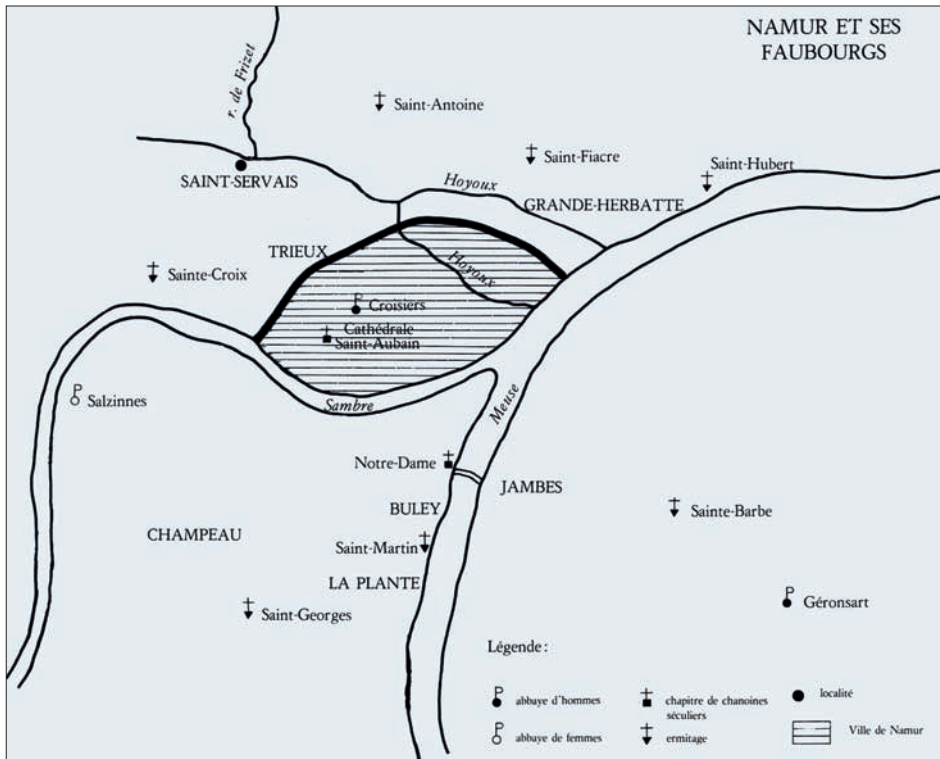 NAMUR ET SES
FAUBOURGS
r. de Frizet
Saint-Antoine
Saint-Fiacre
Saint-Hubert
SAINT-SERVAIS
Hoyoux
GRANDE-HERBATTE
TRIEUX
Hoyoux
Sainte-Croix
Croisiers
Cathédrale
Saint-Aubain
Salzinnes
Sambre
Meuse
Notre-Dame
JAMBES
BULEY
Sainte-Barbe
CHAMPEAU
Saint-Martin
LA PLANTE
Saint-Georges
Géronsart
Légende :
abbaye d'hommes
chapitre de chanoines
séculiers
localité
abbaye de femmes
ermitage
Ville de Namur